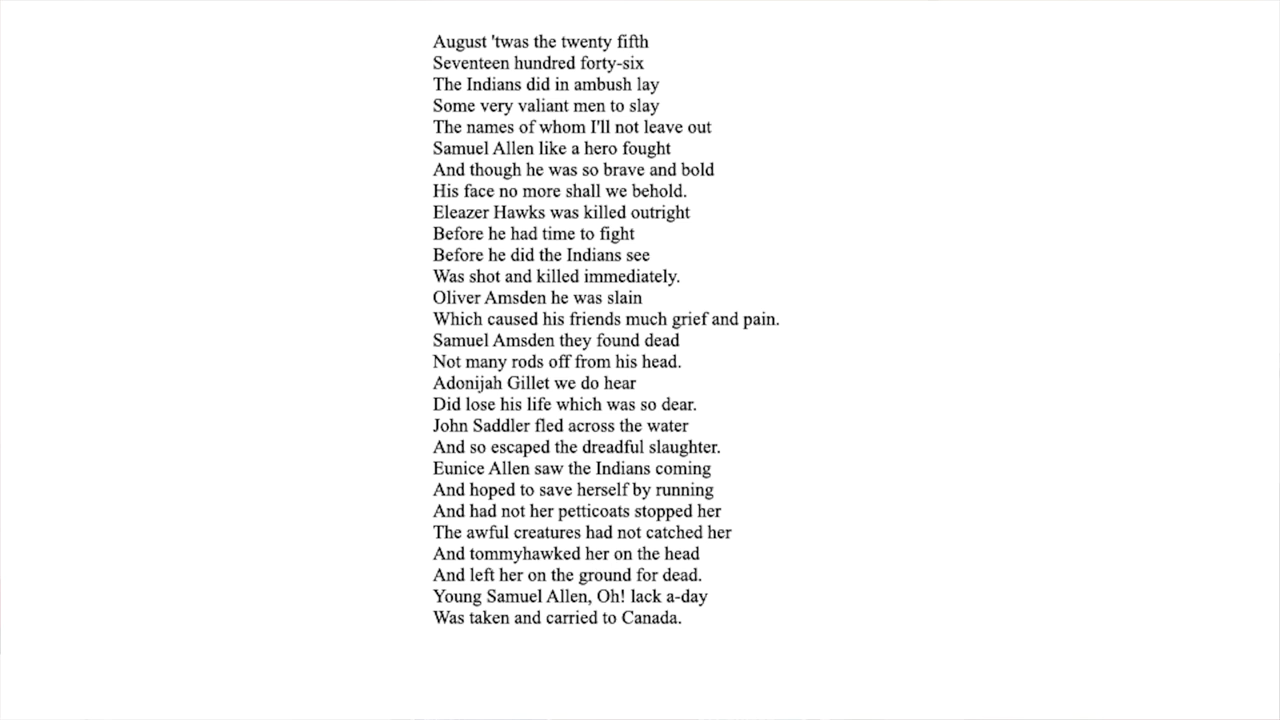 August 'twas the twenty fifth
Seventeen hundred forty-six
The Indians did in ambush lay
Some very valiant men to slay
The names of whom I'll not leave out
Samuel Allen like a hero fought
And though he was so brave and bold
His face no more shall we behold.
Eleazer Hawks was killed outright
Before he had time to fight
Before he did the Indians see
Was shot and killed immediately.
Oliver Amsden he was slain
Which caused his friends much grief and pain.
Samuel Amsden they found dead
Not many rods off from his head.
Adonijah Gillet we do hear
Did lose his life which was so dear.
John Saddler fled across the water
And so escaped the dreadful slaughter.
Eunice Allen saw the Indians coming
And hoped to save herself by running
And had not her petticoats stopped her
The awful creatures had not catched her
And tommyhawked her on the head
And left her on the ground for dead.
Young Samuel Allen, Oh! lack a-day
Was taken and carried to Canada.